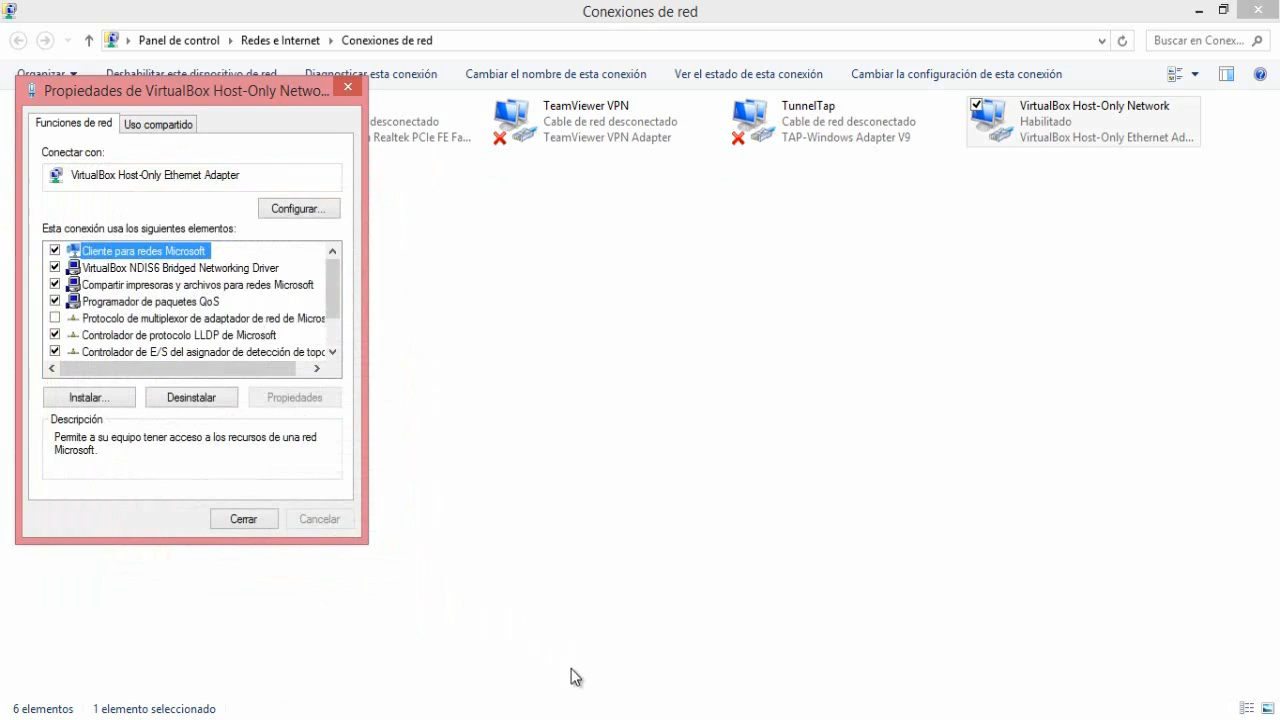 Conexiones de red
Panel de control
Redes e Internet
Conexiones de red
Buscar en Conex...
Organizar
Deshabilitar este dispositivo de red
Diagnosticar esta conexión
Cambiar el nombre de esta conexión
Ver el estado de esta conexión
Cambiar la configuración de esta conexión
Propiedades de VirtualBox Host-Only Netwo...
Funciones de red
Uso compartido
Conectar con:
VirtualBox Host-Only Ethernet Adapter
Configurar...
Esta conexión usa los siguientes elementos:
Cliente para redes Microsoft
VirtualBox NDIS6 Bridged Networking Driver
Compartir impresoras y archivos para redes Microsoft
Programador de paquetes QoS
Protocolo de multiplexor de adaptador de red de Micros
Controlador de protocolo LLDP de Microsoft
Controlador de E/S del asignador de detección de topo
Instalar...
Desinstalar
Propiedades
Descripción
Permite a su equipo tener acceso a los recursos de una red
Microsoft.
Cerrar
Cancelar
desconectado
Realtek PCIe FE Fa...
TeamViewer VPN
Cable de red desconectado
TeamViewer VPN Adapter
TunnelTap
Cable de red desconectado
TAP-Windows Adapter V9
VirtualBox Host-Only Network
Habilitado
VirtualBox Host-Only Ethernet Ad...
6 elementos
1 elemento seleccionado